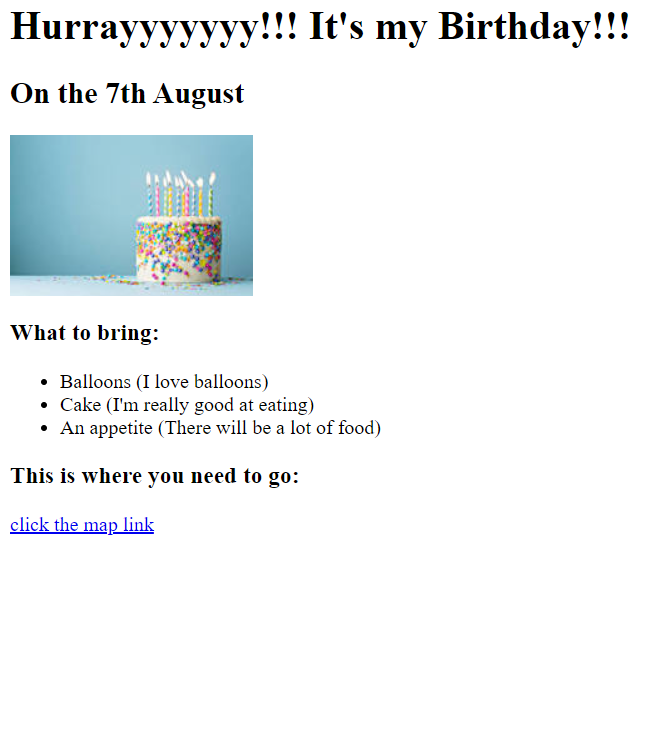 Hurrayyyyyyy!!! It's my Birthday!!!
On the 7th August
What to bring:
Balloons (I love balloons)
Cake (I'm really good at eating)
An appetite (There will be a lot of food)
This is where you need to go:
click the map link